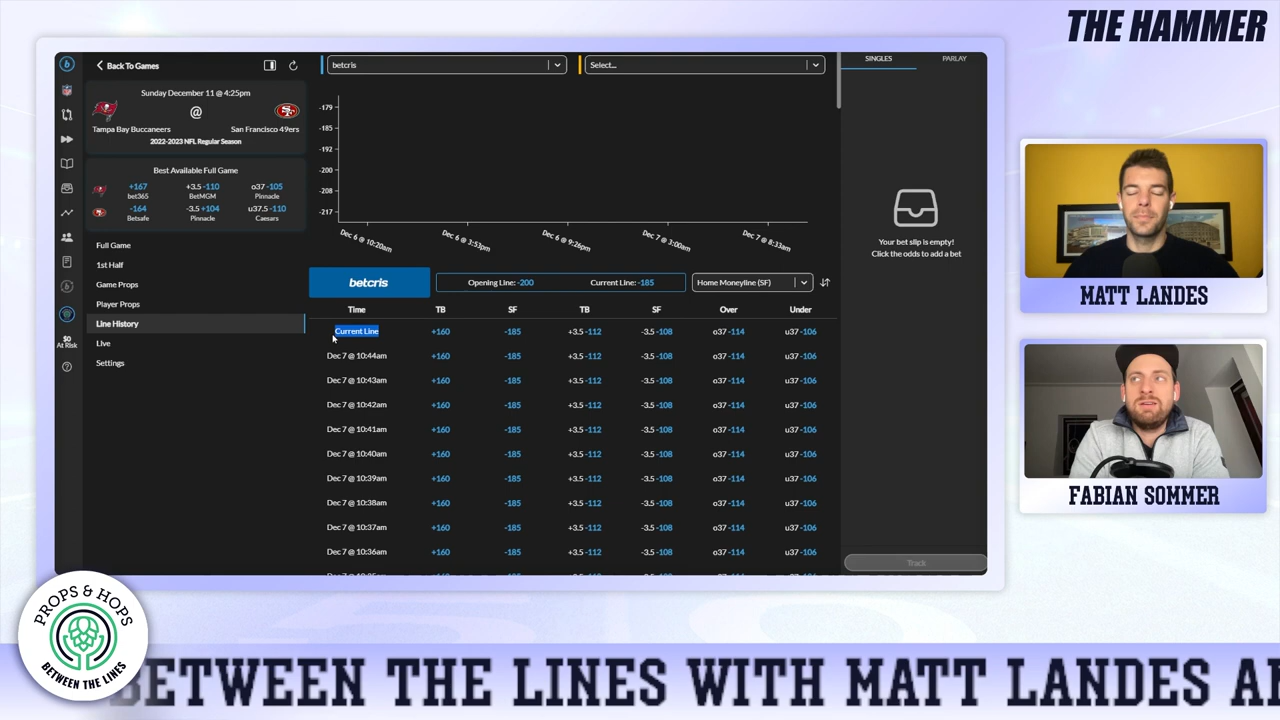 THE HAMMER
Back To Games
Sunday December 11 @ 4:25pm
@
Tampa Bay Buccaneers San Francisco 49ers
2022-2023 NFL Regular Season
Best Available Full Game
+167 +3.5 -110 o37 -105
bet365 BetMGM Pinnacle
-164 -3.5 +104 u37.5 -110
Betsafe Pinnacle Caesars
Full Game
1st Half
Game Props
Player Props
Line History
Live
Settings
$0
At Risk
betcris Select...
-179
-185
-192
-200
-208
-217
Dec 6 @ 10:20am Dec 6 @ 3:53pm Dec 6 @ 9:26pm Dec 7 @ 3:00am Dec 7 @ 8:33am
betcris Opening Line: -200 Current Line: -185 Home Moneyline (SF)
Time TB SF TB SF Over Under
Current Line +160 -185 +3.5 -112 -3.5 -108 o37 -114 u37 -106
Dec 7 @ 10:44am +160 -185 +3.5 -112 -3.5 -108 o37 -114 u37 -106
Dec 7 @ 10:43am +160 -185 +3.5 -112 -3.5 -108 o37 -114 u37 -106
Dec 7 @ 10:42am +160 -185 +3.5 -112 -3.5 -108 o37 -114 u37 -106
Dec 7 @ 10:41am +160 -185 +3.5 -112 -3.5 -108 o37 -114 u37 -106
Dec 7 @ 10:40am +160 -185 +3.5 -112 -3.5 -108 o37 -114 u37 -106
Dec 7 @ 10:39am +160 -185 +3.5 -112 -3.5 -108 o37 -114 u37 -106
Dec 7 @ 10:38am +160 -185 +3.5 -112 -3.5 -108 o37 -114 u37 -106
Dec 7 @ 10:37am +160 -185 +3.5 -112 -3.5 -108 o37 -114 u37 -106
Dec 7 @ 10:36am +160 -185 +3.5 -112 -3.5 -108 o37 -114 u37 -106
SINGLES PARLAY
Your bet slip is empty!
Click the odds to add a bet
Track
MATT LANDES
FABIAN SOMMER
PROPS & HOPS
BETWEEN THE LINES
BETWEEN THE LINES WITH MATT LANDES